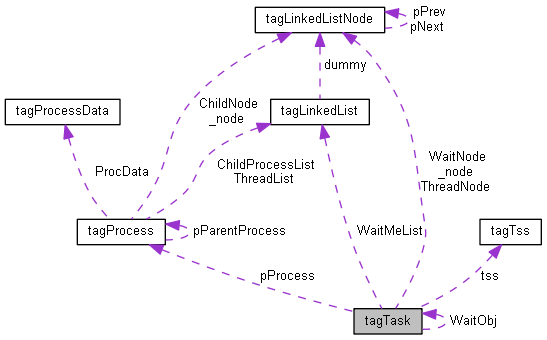 tagLinkedListNode
pPrev
pNext
dummy
tagProcessData
ChildNode
_node
tagLinkedList
ProcData
ChildProcessList
ThreadList
WaitNode
_node
ThreadNode
tagProcess
pParentProcess
WaitMeList
tagTss
pProcess
tss
tagTask
WaitObj